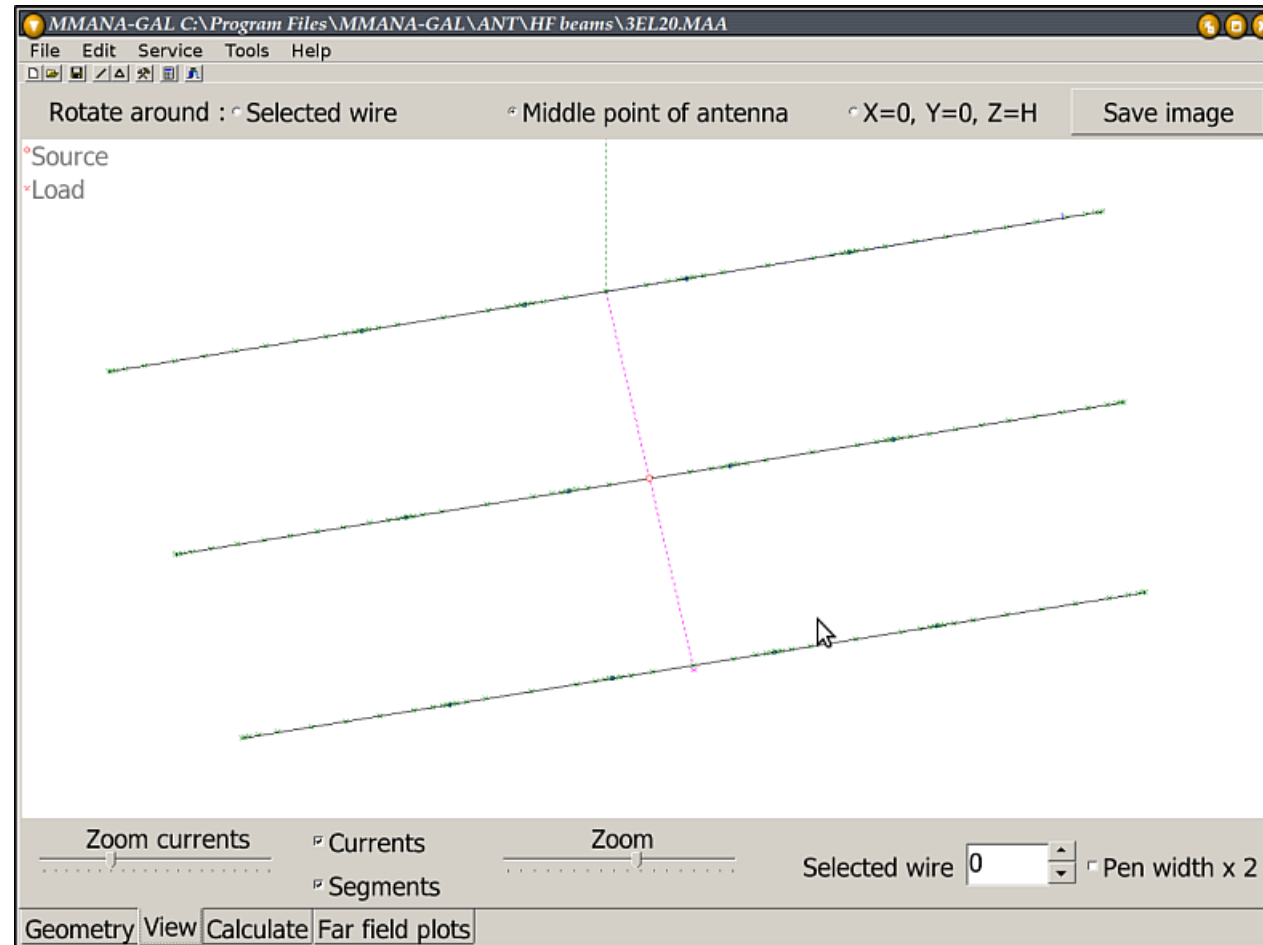 MMANA-GAL C:\Program Files\MMANA-GAL\ANT\HF beams\3EL20.MAA
File Edit Service Tools Help
Rotate around : Selected wire Middle point of antenna X=0, Y=0, Z=H Save image
Source
Load
Zoom currents Currents Zoom
Segments
Selected wire 0 Pen width x 2
Geometry View Calculate Far field plots